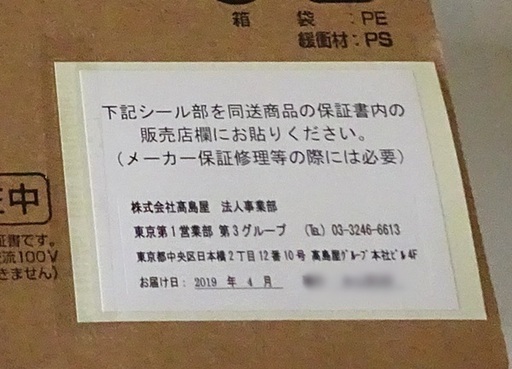 箱 袋 :PE
緩衝材:PS
下記シール部を同送商品の保証書内の
販売店欄にお貼りください。
(メーカー保証修理等の際には必要)
株式会社髙島屋 法人事業部
東京第1営業部 第3グループ (℡) 03-3246-6613
東京都中央区日本橋2丁目12番10号 髙島屋グループ本社ビル4F
お届け日: 2019 年 4 月
中
証書です。
流100V
きません)